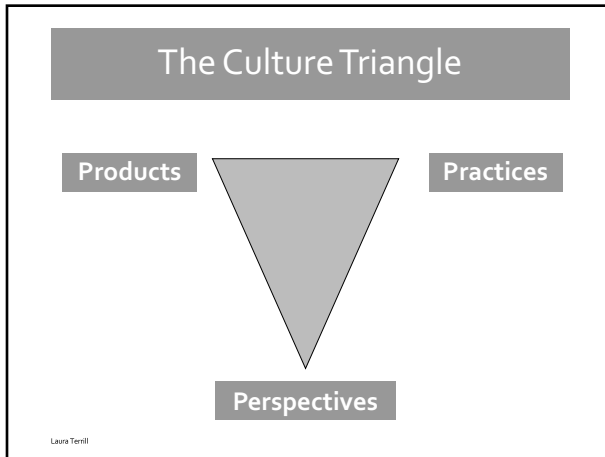 The Culture Triangle
Products
Practices
Perspectives
Laura Terrill